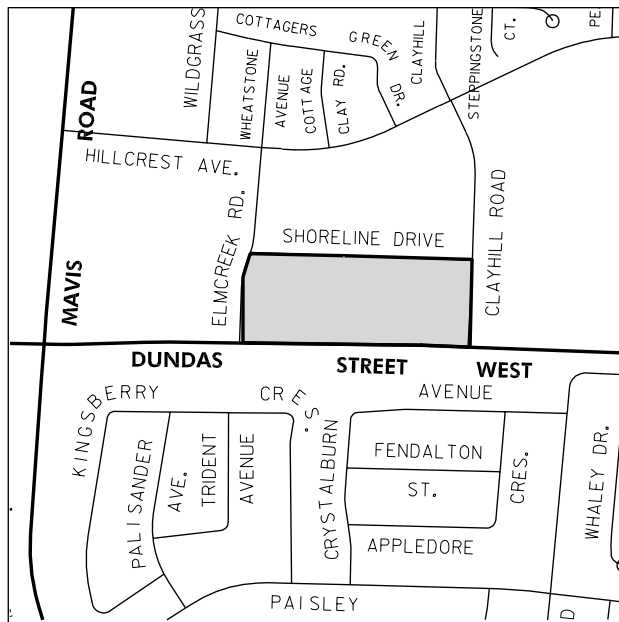 COTTAGERS GREEN DR.
WILDGRASS
WHEATSTONE
AVENUE
COTTAGE
CLAY RD.
CLAYHILL
STEPPINGSTONE
CT.
PE
MAVIS ROAD
HILLCREST AVE.
ELMCREEK RD.
SHORELINE DRIVE
CLAYHILL ROAD
DUNDAS STREET WEST
KINGSBERRY CRES.
AVENUE
PALISANDER
AVE.
TRIDENT
AVENUE
CRYSTALBURN
FENDALTON
ST.
CRES.
APPLEDORE
WHALEY DR.
PAISLEY
D